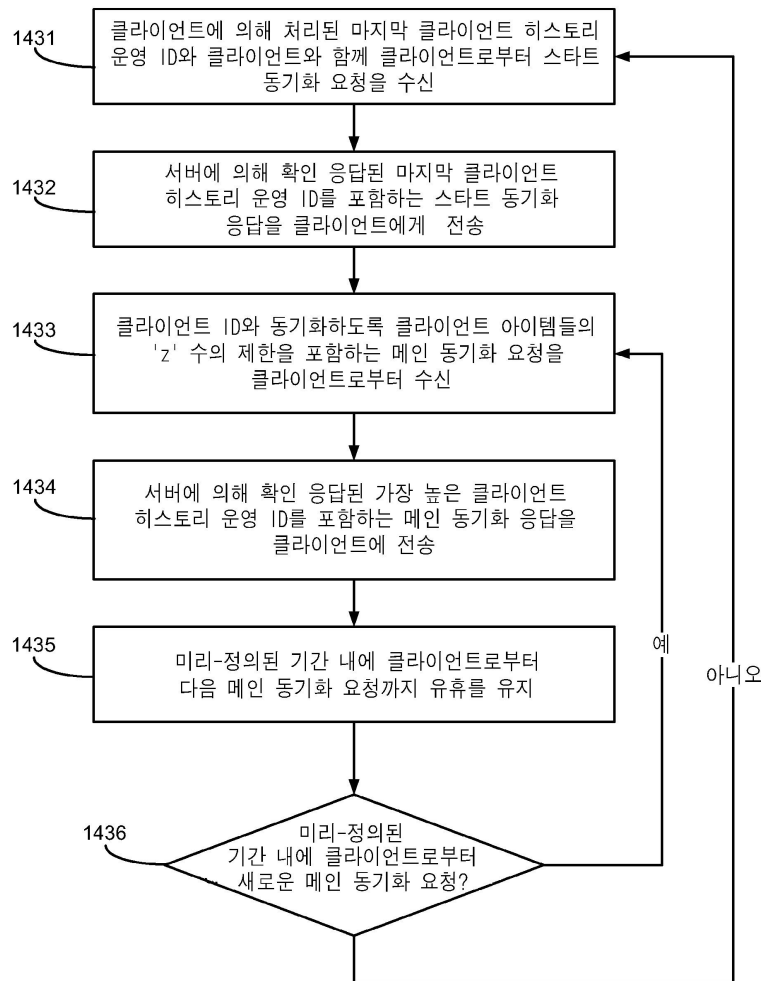 1431
클라이언트에 의해 처리된 마지막 클라이언트 히스토리
운영 ID와 클라이언트와 함께 클라이언트로부터 스타트
동기화 요청을 수신
1432
서버에 의해 확인 응답된 마지막 클라이언트
히스토리 운영 ID를 포함하는 스타트 동기화
응답을 클라이언트에게 전송
1433
클라이언트 ID와 동기화하도록 클라이언트 아이템들의
'z' 수의 제한을 포함하는 메인 동기화 요청을
클라이언트로부터 수신
1434
서버에 의해 확인 응답된 가장 높은 클라이언트
히스토리 운영 ID를 포함하는 메인 동기화 응답을
클라이언트에 전송
1435
미리-정의된 기간 내에 클라이언트로부터
다음 메인 동기화 요청까지 유휴를 유지
예
아니오
1436
미리-정의된
기간 내에 클라이언트로부터
새로운 메인 동기화 요청?